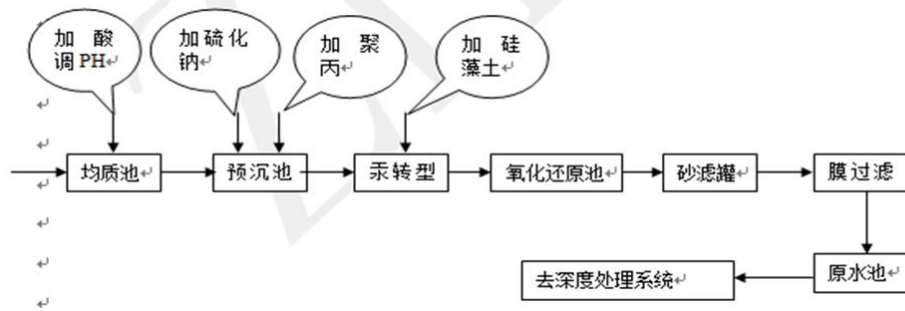 加 酸
调PH
加硫化
钠
加 聚
丙
加 硅
藻土
均质池
预沉池
汞转型
氧化还原池
砂滤罐
膜过滤
原水池
去深度处理系统